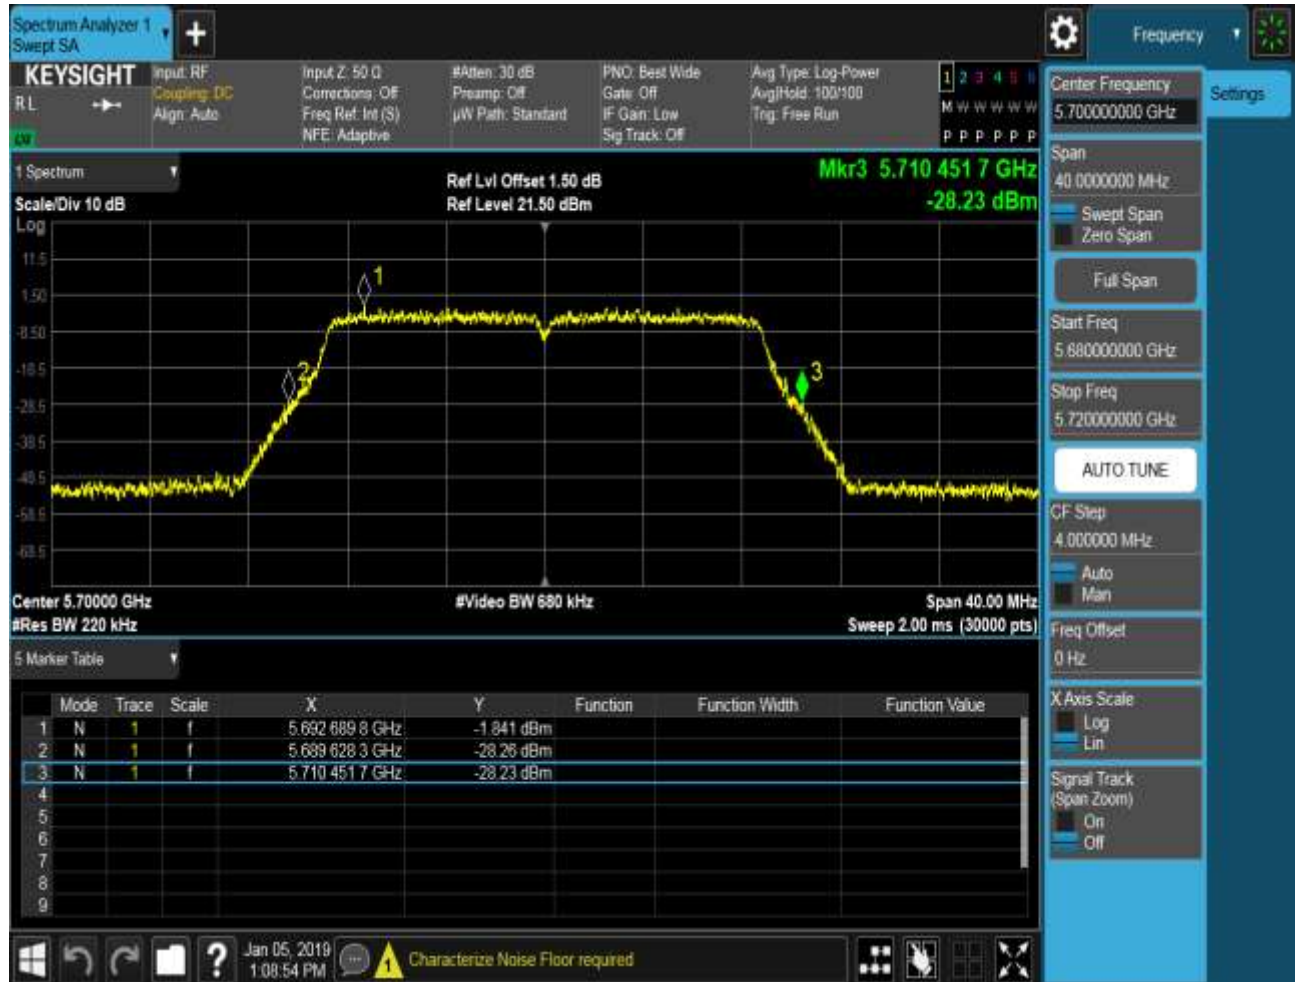 Spectrum Analyzer 1
Swept SA
Frequency
KEYSIGHT
R L
Input: RF
Coupling: DC
Align: Auto
Input Z: 50 Ω
Corrections: Off
Freq Ref: Int (S)
NFE: Adaptive
#Atten: 30 dB
Preamp: Off
µW Path: Standard
PNO: Best Wide
Gate: Off
IF Gain: Low
Sig Track: Off
Avg Type: Log-Power
Avg|Hold: 100/100
Trig: Free Run
1 2 3 4 5 6
M W W W W W
P P P P P P
1 Spectrum
Scale/Div 10 dB
Log
Ref Lvl Offset 1.50 dB
Ref Level 21.50 dBm
Mkr3 5.710 451 7 GHz
-28.23 dBm
11.5
1.50
-8.50
-18.5
-28.5
-38.5
-48.5
-58.5
-68.5
1
2
3
Center 5.70000 GHz
#Res BW 220 kHz
#Video BW 680 kHz
Span 40.00 MHz
Sweep 2.00 ms (30000 pts)
5 Marker Table
Mode Trace Scale X Y Function Function Width Function Value
1 N 1 f 5.692 689 8 GHz -1.841 dBm
2 N 1 f 5.689 628 3 GHz -28.26 dBm
3 N 1 f 5.710 451 7 GHz -28.23 dBm
4
5
6
7
8
9
Jan 05, 2019
1:08:54 PM
Characterize Noise Floor required
Center Frequency
5.700000000 GHz
Settings
Span
40.0000000 MHz
Swept Span
Zero Span
Full Span
Start Freq
5.680000000 GHz
Stop Freq
5.720000000 GHz
AUTO TUNE
CF Step
4.000000 MHz
Auto
Man
Freq Offset
0 Hz
X Axis Scale
Log
Lin
Signal Track
(Span Zoom)
On
Off